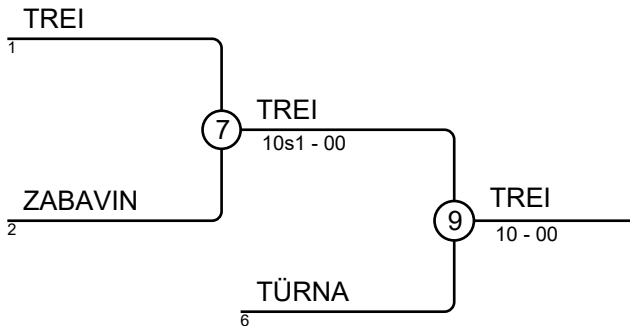 TREI
1
7
TREI
10s1 - 00
ZABAVIN
2
9
TREI
10 - 00
TÜRNA
6